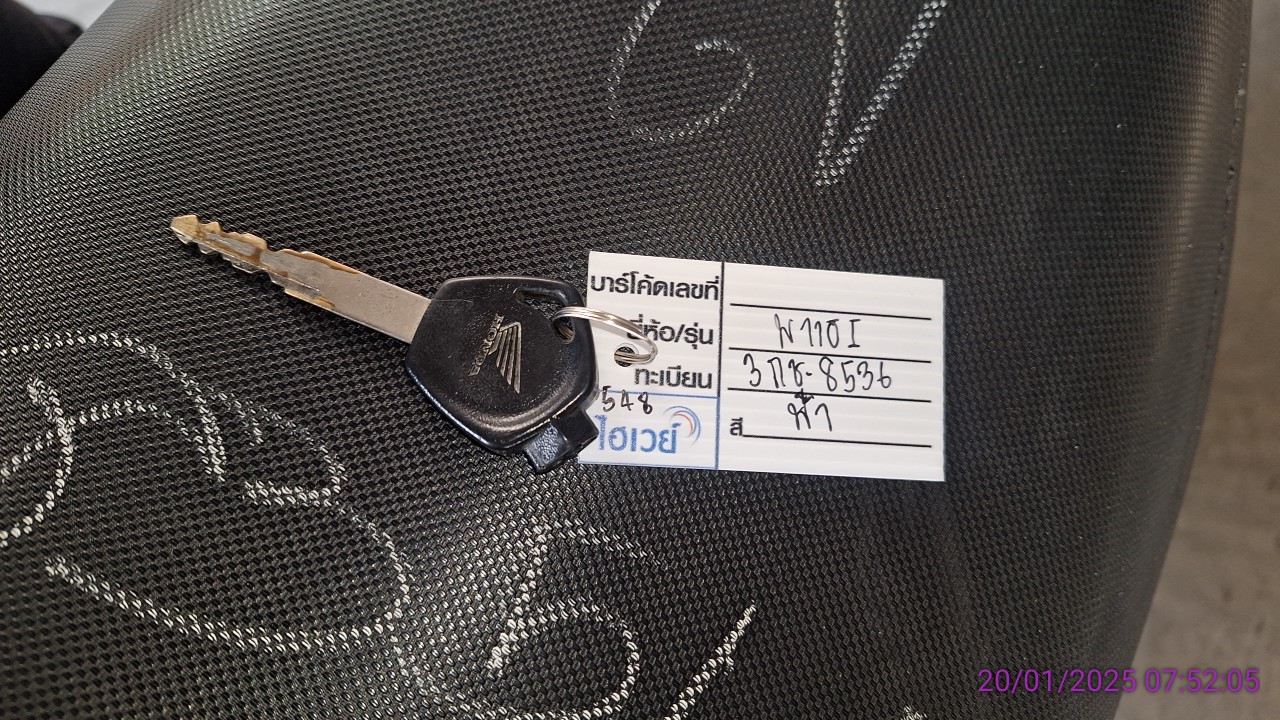 บาร์โค้ดเลขที่
ยี่ห้อ/รุ่น W110I
ทะเบียน 3กช-8536
548
ไฮเวย์
สี ฟ้า
HONDA
20/01/2025 07:52:05